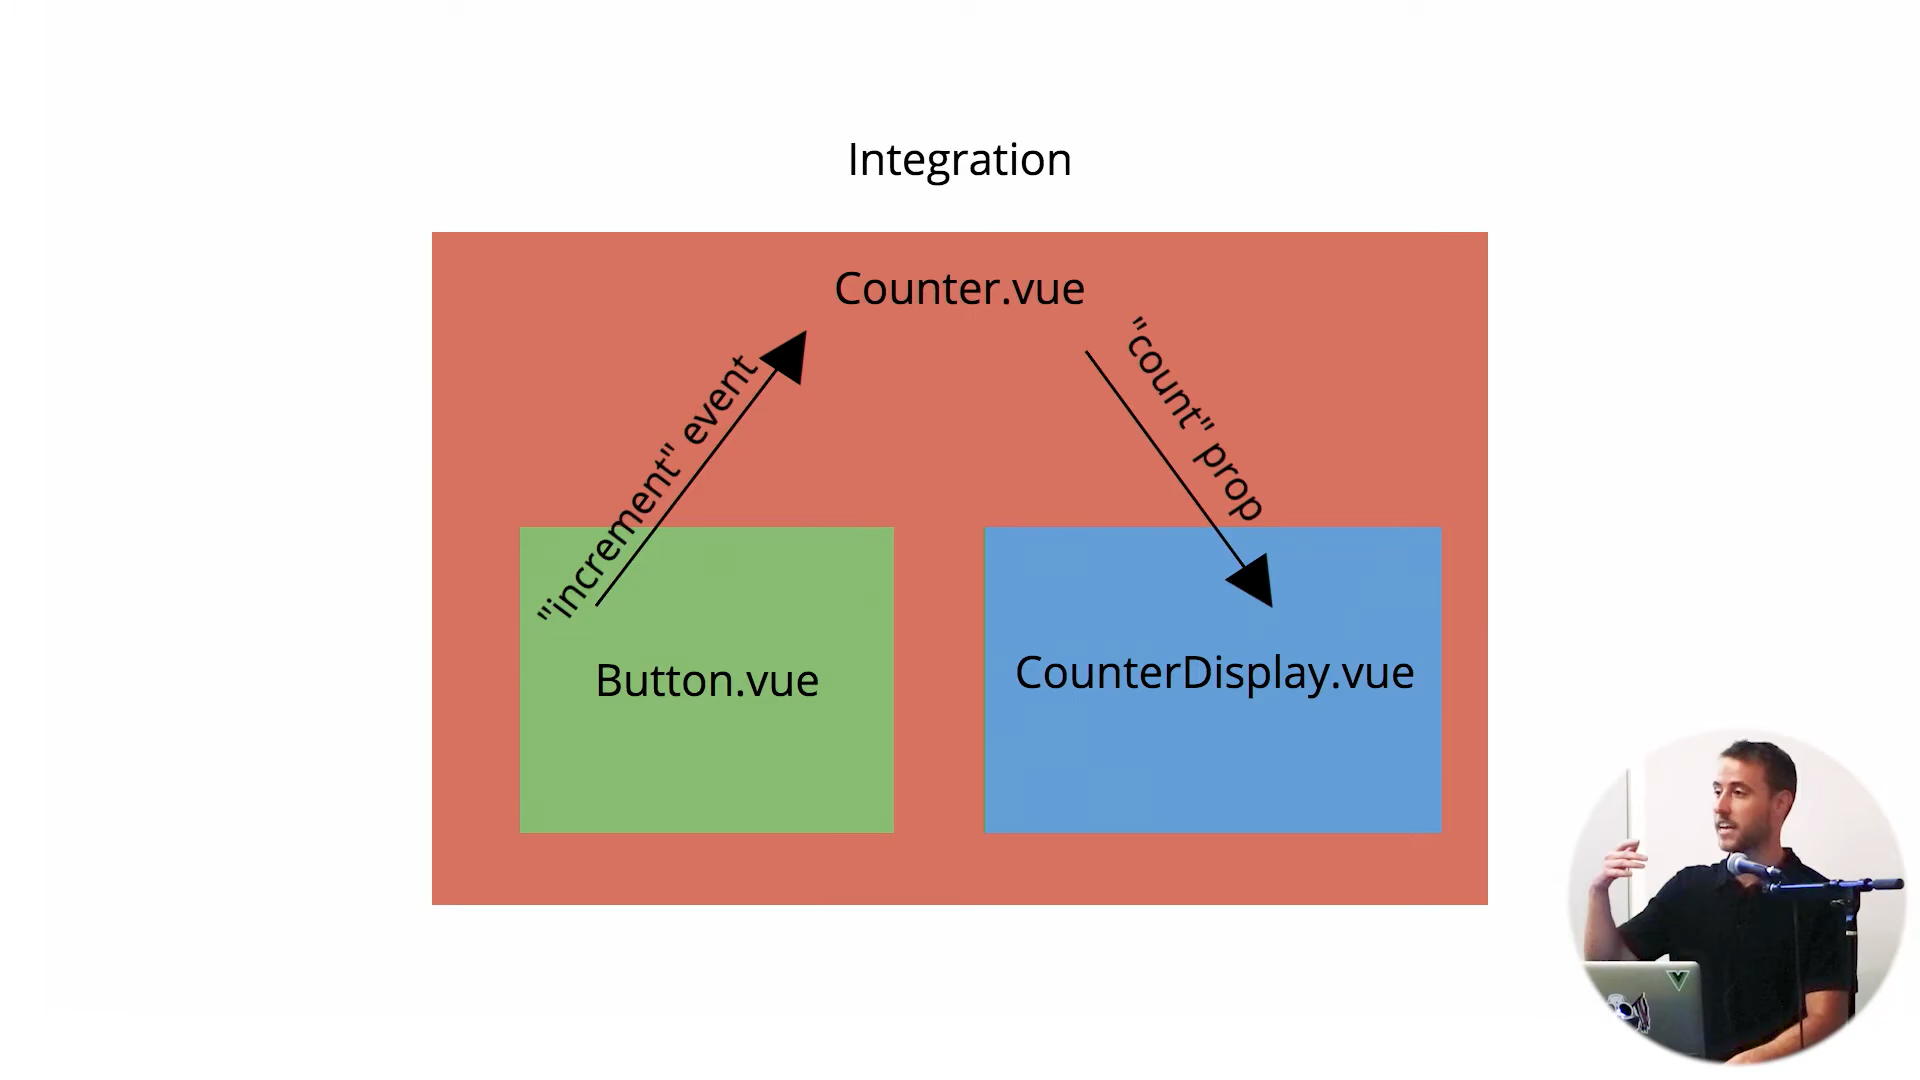 Integration
Counter.vue
"increment" event
"count" prop
Button.vue
CounterDisplay.vue